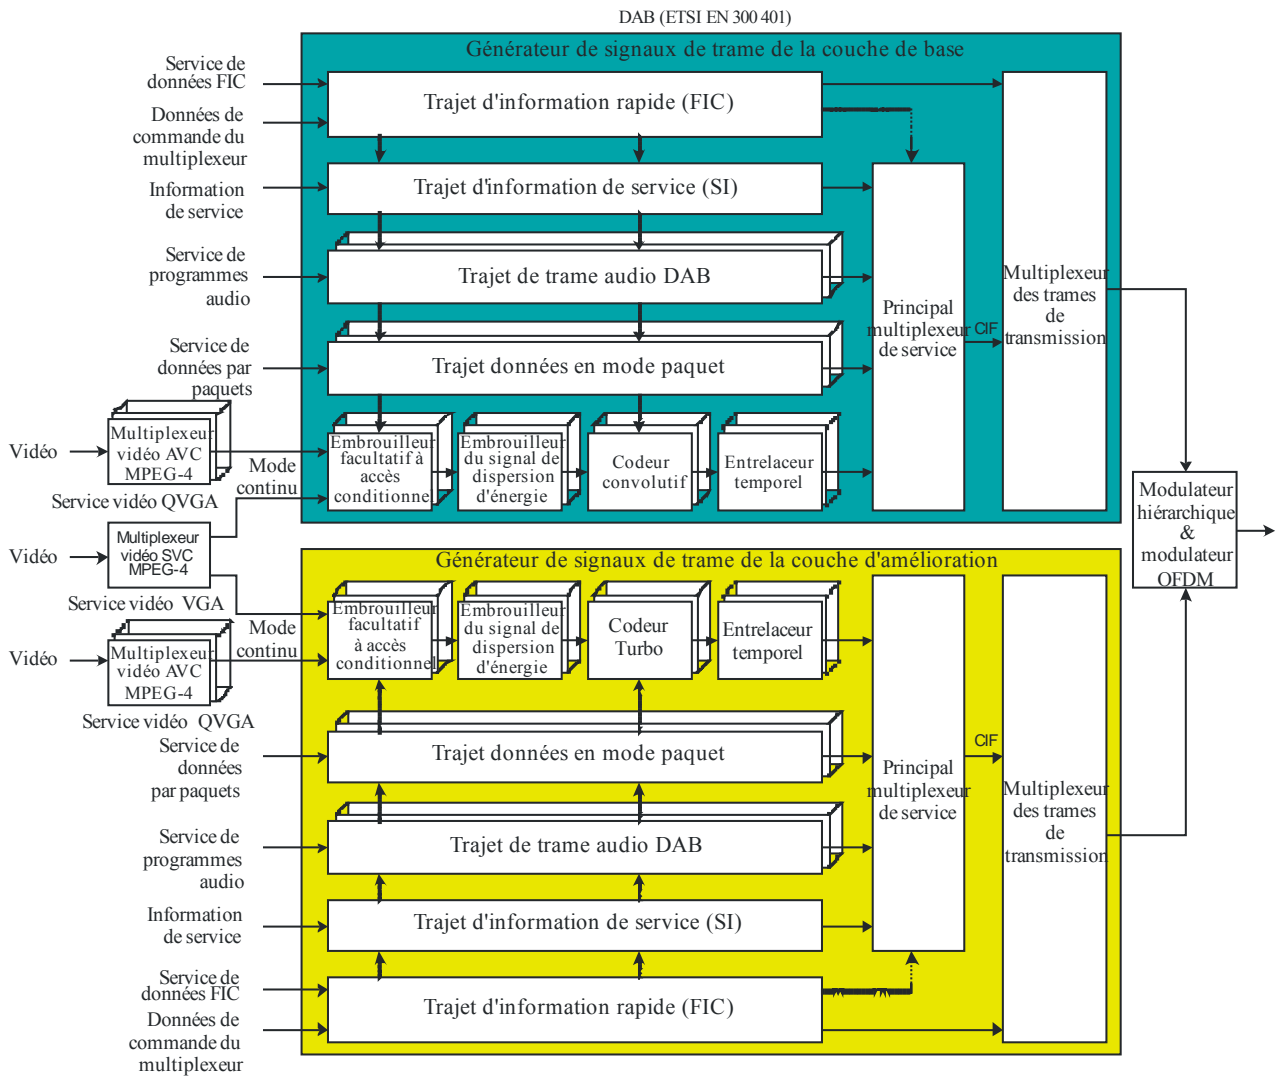 DAB (ETSI EN 300 401)
Générateur de signaux de trame de la couche de base
Service de
données FIC
Trajet d'information rapide (FIC)
Données de
commande du
multiplexeur
Information
de service
Trajet d'information de service (SI)
Service de
programmes
audio
Trajet de trame audio DAB
Service de
données par
paquets
Trajet données en mode paquet
Principal
multiplexeur
de service
CIF
Multiplexeur
des trames
de
transmission
Vidéo
Multiplexeur
vidéo AVC
MPEG-4
Service vidéo QVGA
Mode
continu
Embrouilleur
facultatif à
accès
conditionnel
Embrouilleur
du signal de
dispersion
d'énergie
Codeur
convolutif
Entrelaceur
temporel
Modulateur
hiérarchique
&
modulateur
OFDM
Vidéo
Multiplexeur
vidéo SVC
MPEG-4
Service vidéo VGA
Générateur de signaux de trame de la couche d'amélioration
Vidéo
Multiplexeur
vidéo AVC
MPEG-4
Service vidéo QVGA
Mode
continu
Embrouilleur
facultatif
à accès
conditionnel
Embrouilleur
du signal de
dispersion
d'énergie
Codeur
Turbo
Entrelaceur
temporel
Service de
données
par paquets
Trajet données en mode paquet
Principal
multiplexeur
de service
CIF
Multiplexeur
des trames
de
transmission
Service de
programmes
audio
Trajet de trame audio DAB
Information
de service
Trajet d'information de service (SI)
Service de
données FIC
Trajet d'information rapide (FIC)
Données de
commande du
multiplexeur